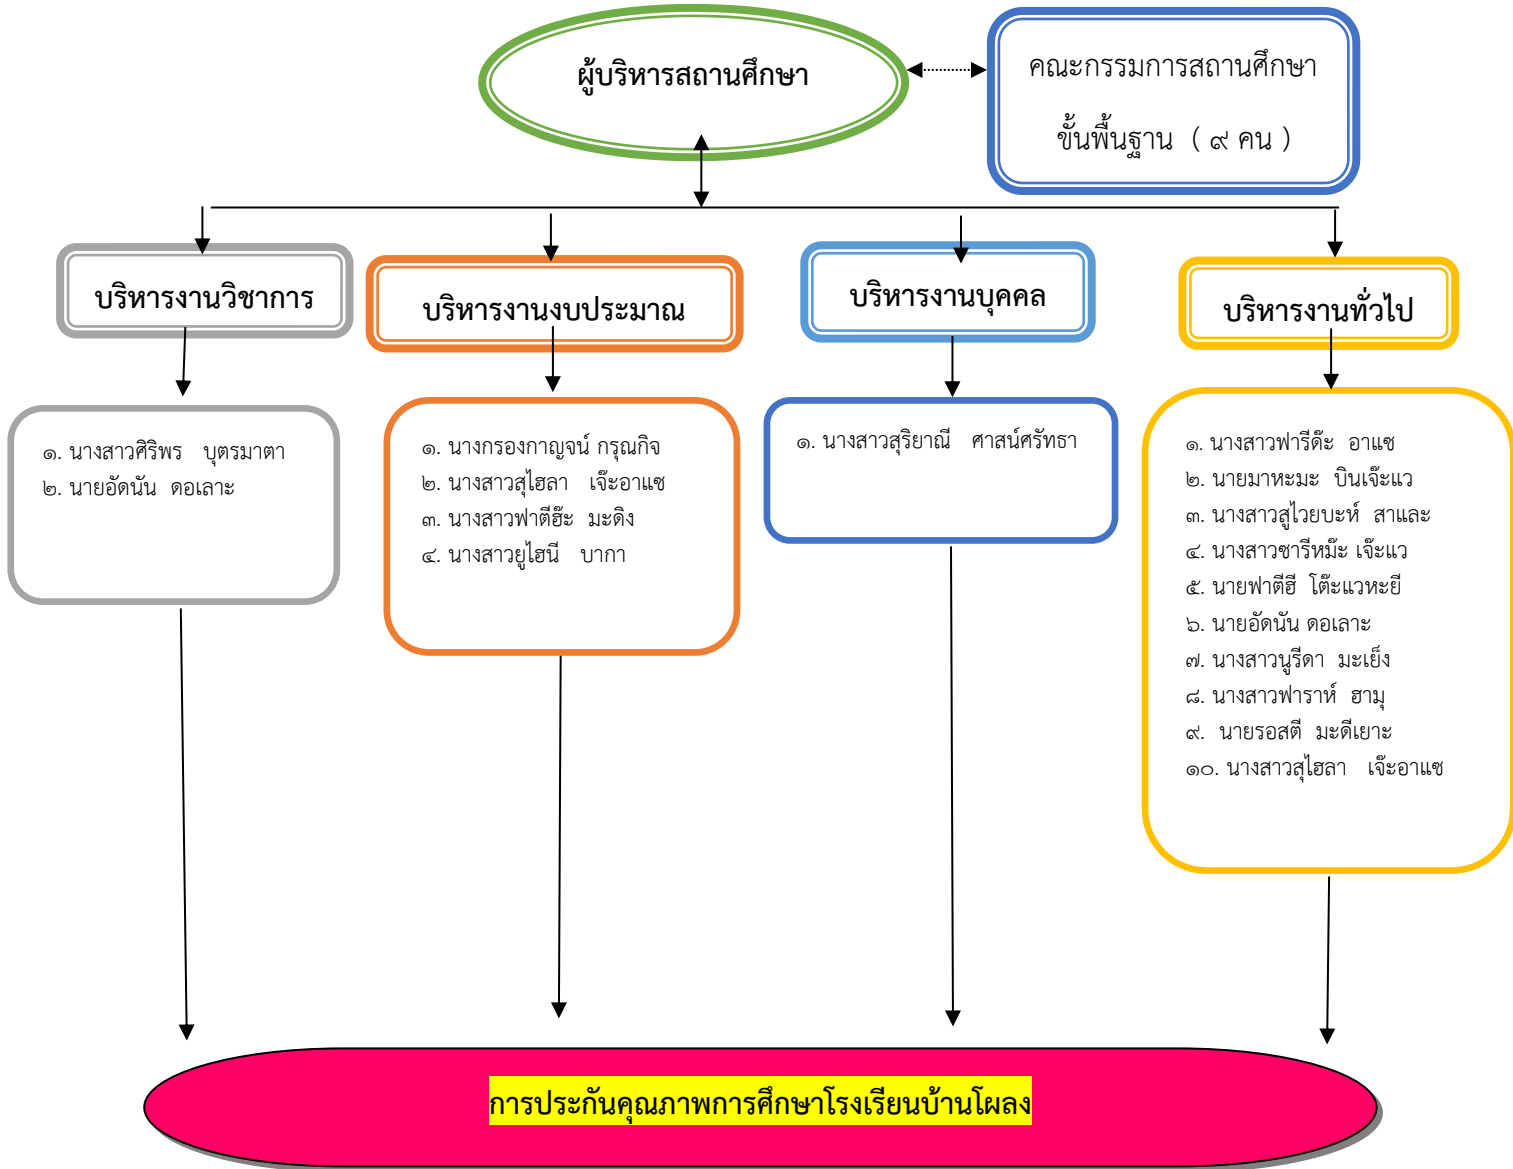 ผู้บริหารสถานศึกษา
คณะกรรมการสถานศึกษา
ขั้นพื้นฐาน ( ๙ คน )
บริหารงานวิชาการ
บริหารงานงบประมาณ
บริหารงานบุคคล
บริหารงานทั่วไป
๑. นางสาวศิริพร บุตรมาตา
๒. นายอัดนัน ดอเลาะ
๑. นางกรองกาญจน์ กรุณกิจ
๒. นางสาวสุไฮลา เจ๊ะอาแซ
๓. นางสาวฟาตีฮ๊ะ มะดิง
๔. นางสาวยูไฮนี บากา
๑. นางสาวสุริยาณี ศาสน์ศรัทธา
๑. นางสาวฟารีด๊ะ อาแซ
๒. นายมาหะมะ บินเจ๊ะแว
๓. นางสาวสูไวยบะห์ สาและ
๔. นางสาวซารีหม๊ะ เจ๊ะแว
๕. นายฟาตีฮี โต๊ะแวหะยี
๖. นายอัดนัน ดอเลาะ
๗. นางสาวนูรีดา มะเย็ง
๘. นางสาวฟาราห์ ฮามุ
๙. นายรอสตี มะดีเยาะ
๑๐. นางสาวสุไฮลา เจ๊ะอาแซ
การประกันคุณภาพการศึกษาโรงเรียนบ้านโผลง